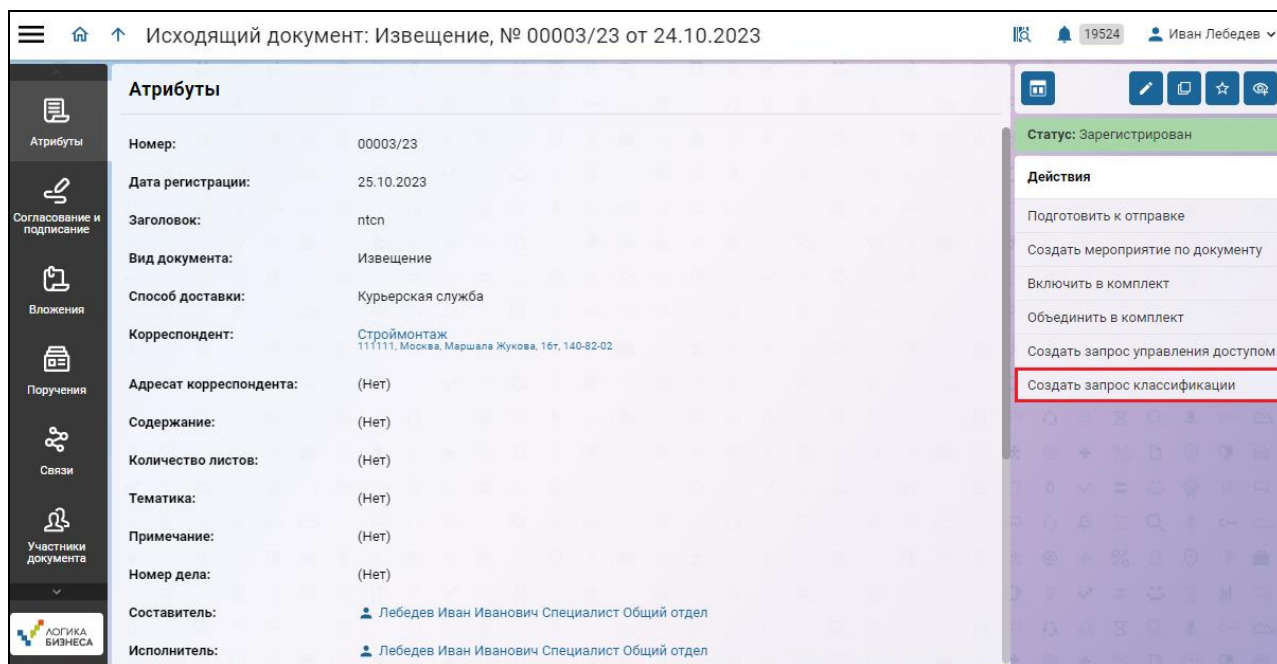 Исходящий документ: Извещение, № 00003/23 от 24.10.2023
19524
Иван Лебедев
Атрибуты
Согласование и
подписание
Вложения
Поручения
Связи
Участники
документа
ЛОГИКА
БИЗНЕСА
Атрибуты
Номер: 00003/23
Дата регистрации: 25.10.2023
Заголовок: ntcn
Вид документа: Извещение
Способ доставки: Курьерская служба
Корреспондент: Строймонтаж
111111, Москва, Маршала Жукова, 16т, 140-82-02
Адресат корреспондента: (Нет)
Содержание: (Нет)
Количество листов: (Нет)
Тематика: (Нет)
Примечание: (Нет)
Номер дела: (Нет)
Составитель: Лебедев Иван Иванович Специалист Общий отдел
Исполнитель: Лебедев Иван Иванович Специалист Общий отдел
Статус: Зарегистрирован
Действия
Подготовить к отправке
Создать мероприятие по документу
Включить в комплект
Объединить в комплект
Создать запрос управления доступом
Создать запрос классификации